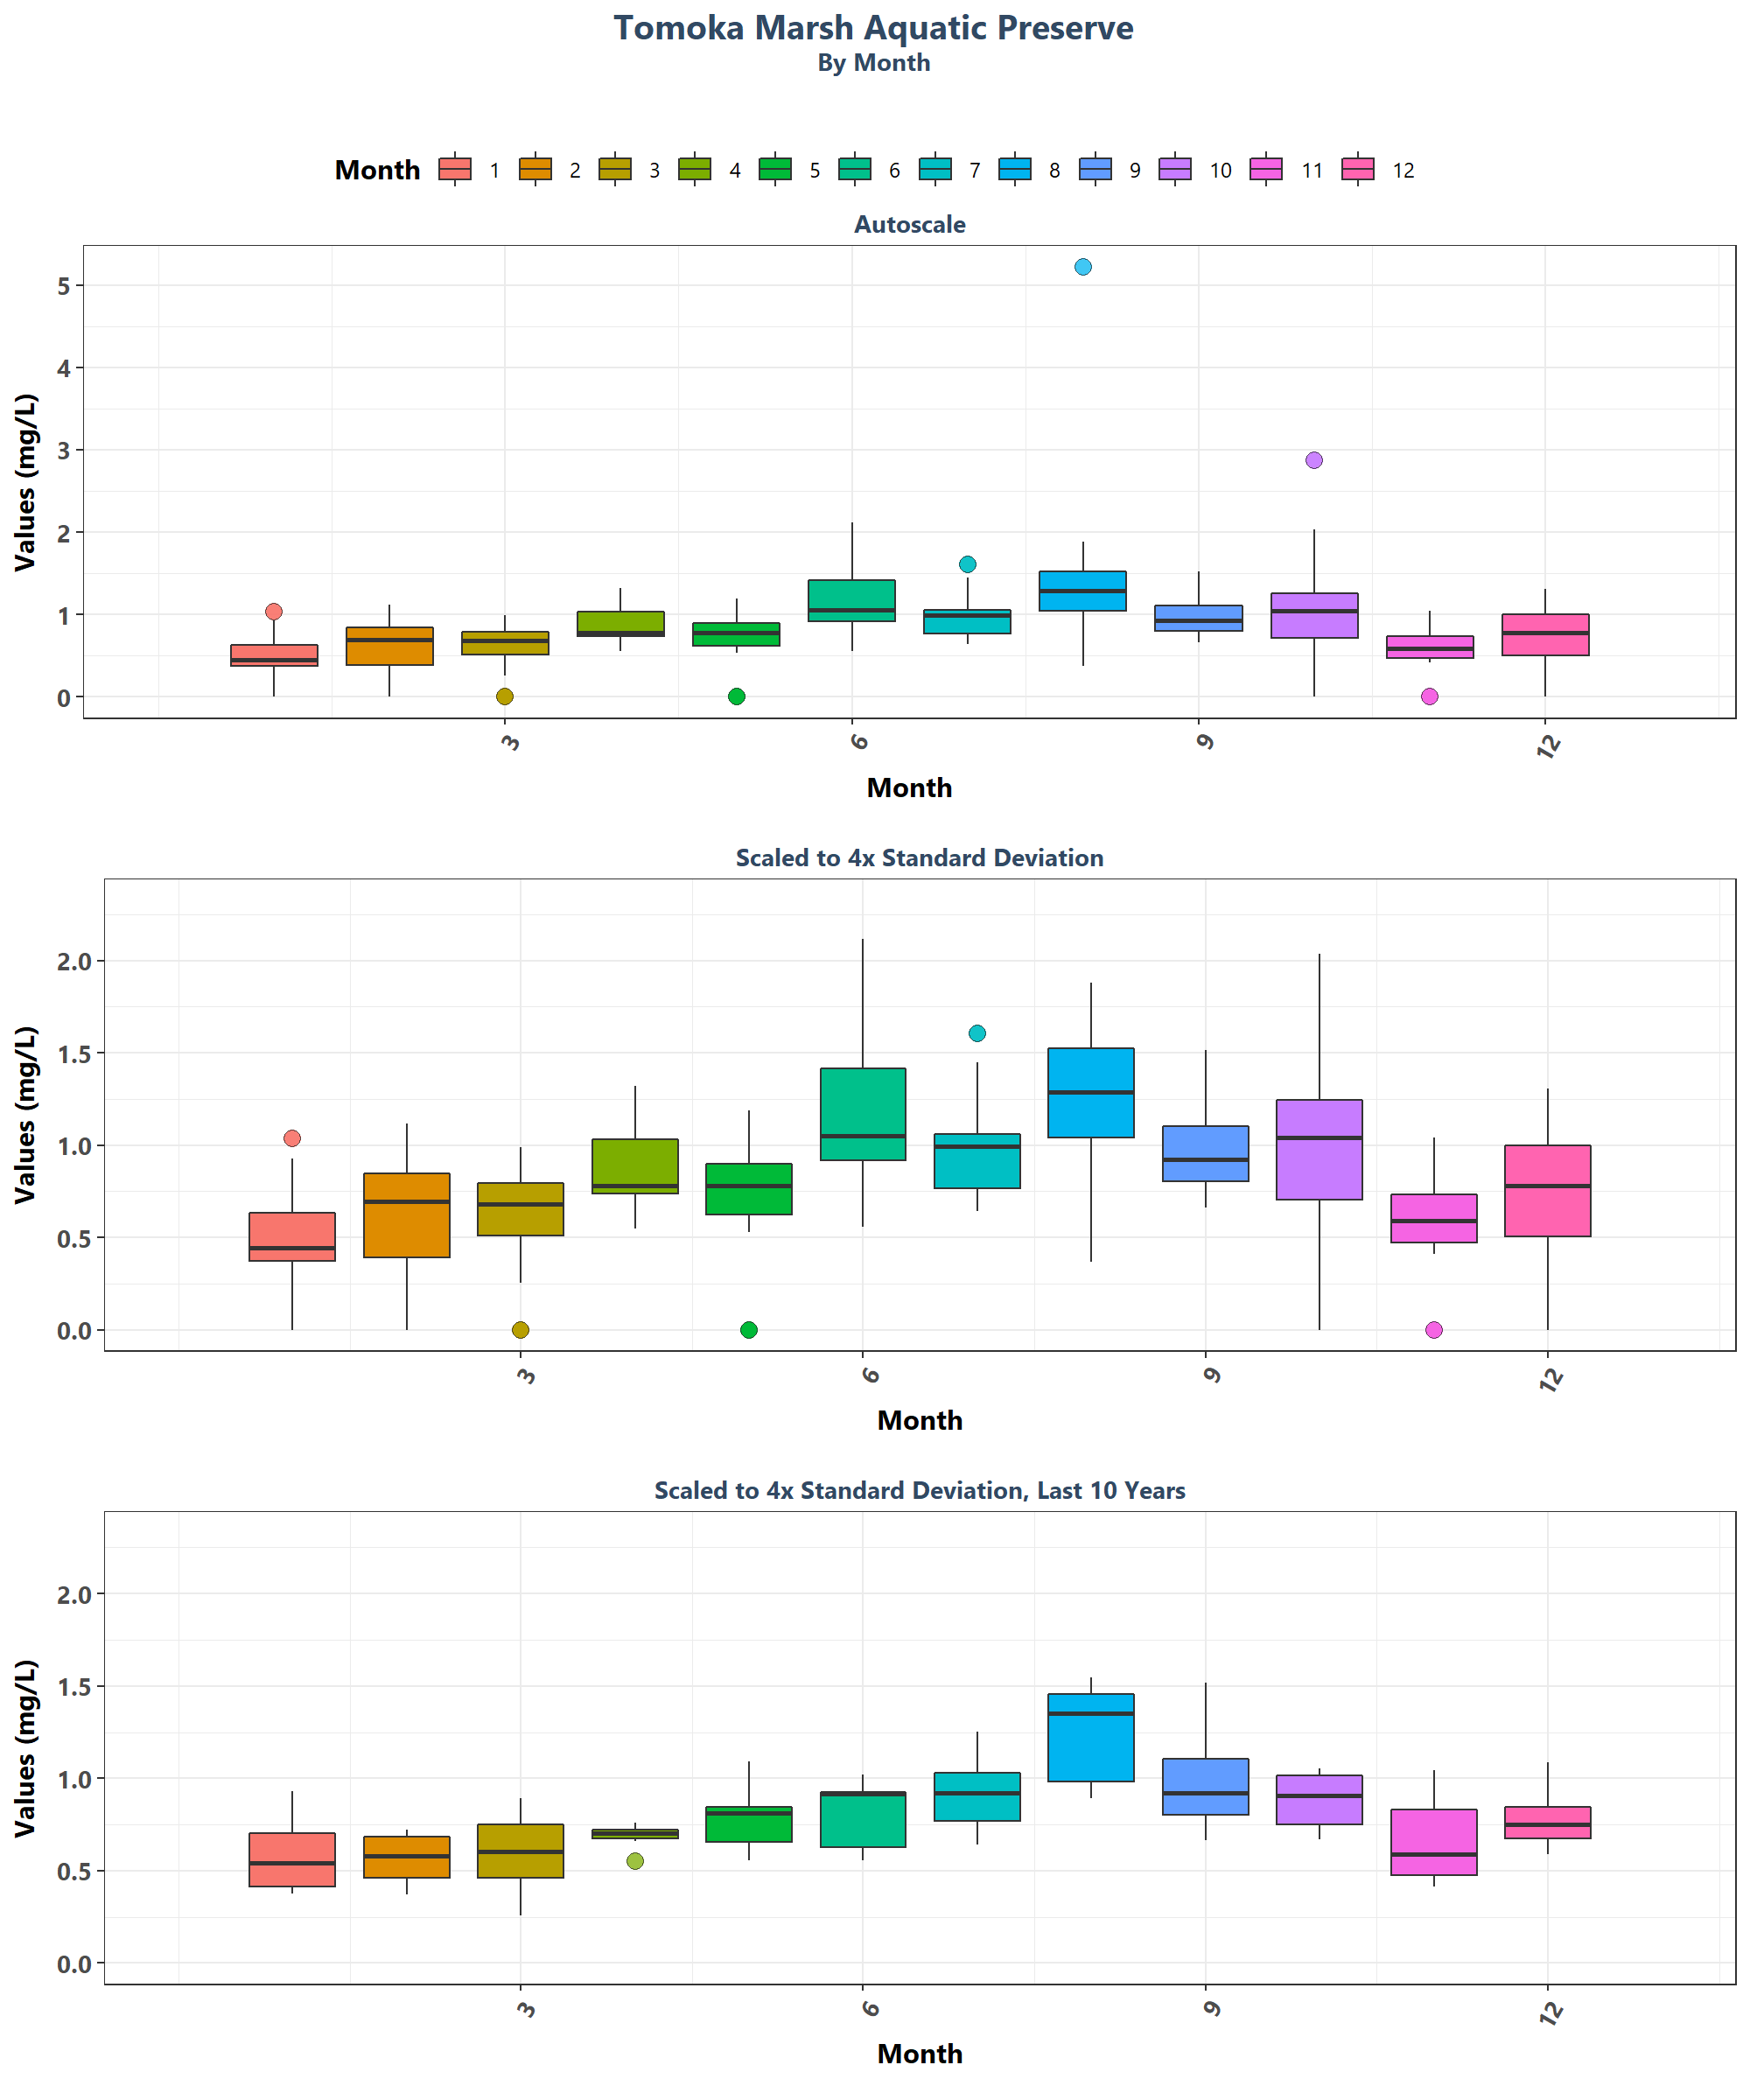 Tomoka Marsh Aquatic Preserve
By Month
Month 1 2 3 4 5 6 7 8 9 10 11 12
Autoscale
Values (mg/L)
5
4
3
2
1
0
3 6 9 12
Month
Scaled to 4x Standard Deviation
Values (mg/L)
2.0
1.5
1.0
0.5
0.0
3 6 9 12
Month
Scaled to 4x Standard Deviation, Last 10 Years
Values (mg/L)
2.0
1.5
1.0
0.5
0.0
3 6 9 12
Month